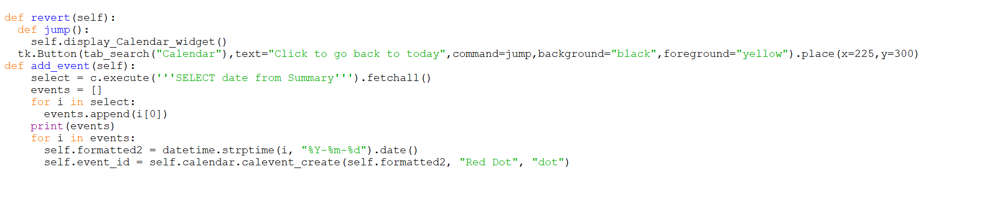 def revert(self):
  def jump():
    self.display_Calendar_widget()
  tk.Button(tab_search("Calendar"),text="Click to go back to today",command=jump,background="black",foreground="yellow").place(x=225,y=300)
def add_event(self):
    select = c.execute('''SELECT date from Summary''').fetchall()
    events = []
    for i in select:
      events.append(i[0])
    print(events)
    for i in events:
      self.formatted2 = datetime.strptime(i, "%Y-%m-%d").date()
      self.event_id = self.calendar.calevent_create(self.formatted2, "Red Dot", "dot")